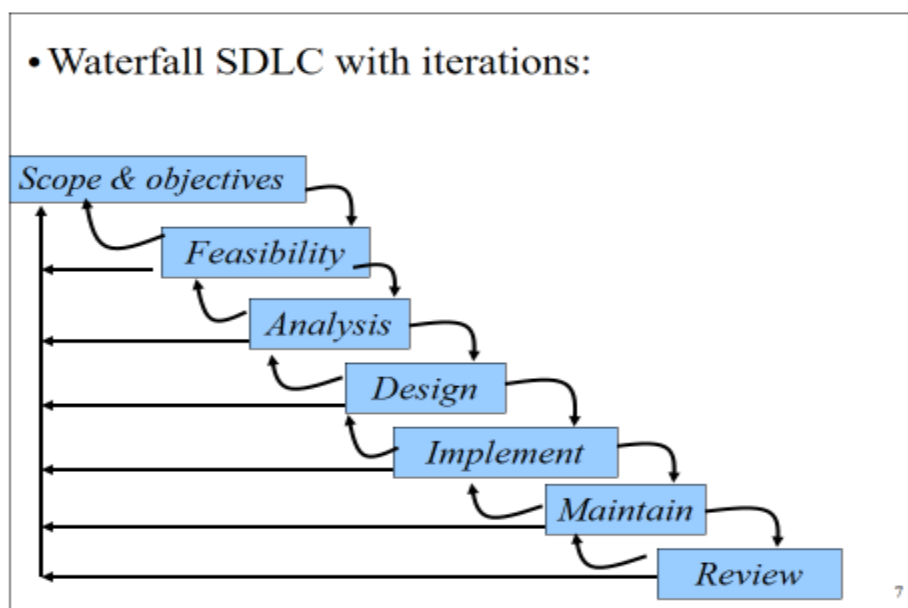 • Waterfall SDLC with iterations:
Scope & objectives
Feasibility
Analysis
Design
Implement
Maintain
Review
7